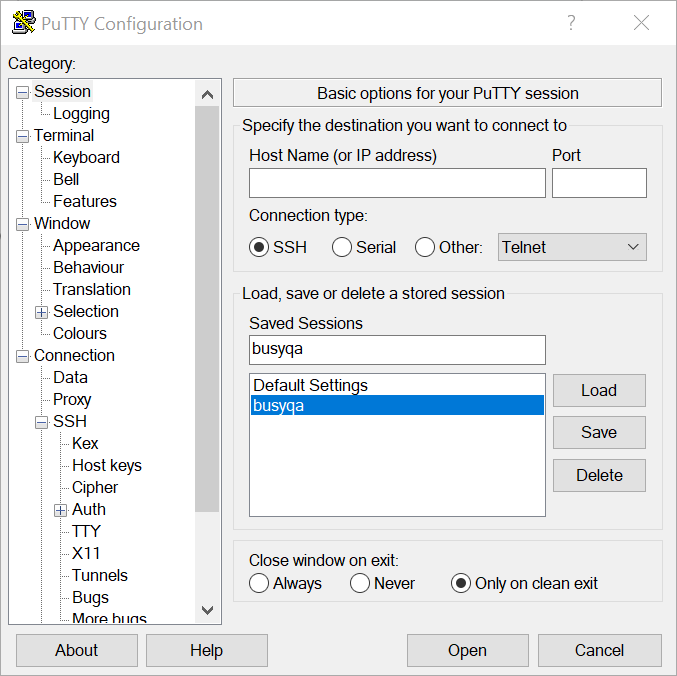 PuTTY Configuration
?
Category:
Session
Logging
Terminal
Keyboard
Bell
Features
Window
Appearance
Behaviour
Translation
Selection
Colours
Connection
Data
Proxy
SSH
Kex
Host keys
Cipher
Auth
TTY
X11
Tunnels
Bugs
More bugs
Basic options for your PuTTY session
Specify the destination you want to connect to
Host Name (or IP address) Port
Connection type:
SSH Serial Other: Telnet
Load, save or delete a stored session
Saved Sessions
busyqa
Default Settings
busyqa
Load
Save
Delete
Close window on exit:
Always Never Only on clean exit
About Help Open Cancel